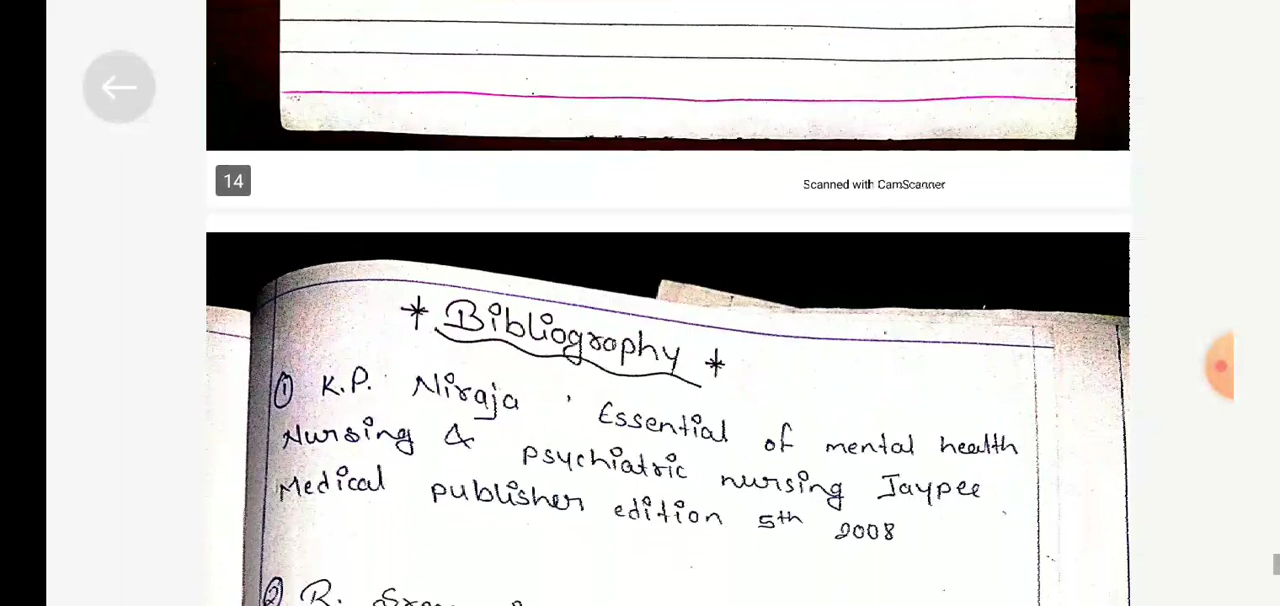 14
Scanned with CamScanner
* Bibliography *
① K.P. Niraja ' Essential of mental health
Nursing & psychiatric nursing Jaypee
Medical publisher edition 5th 2008
② R.